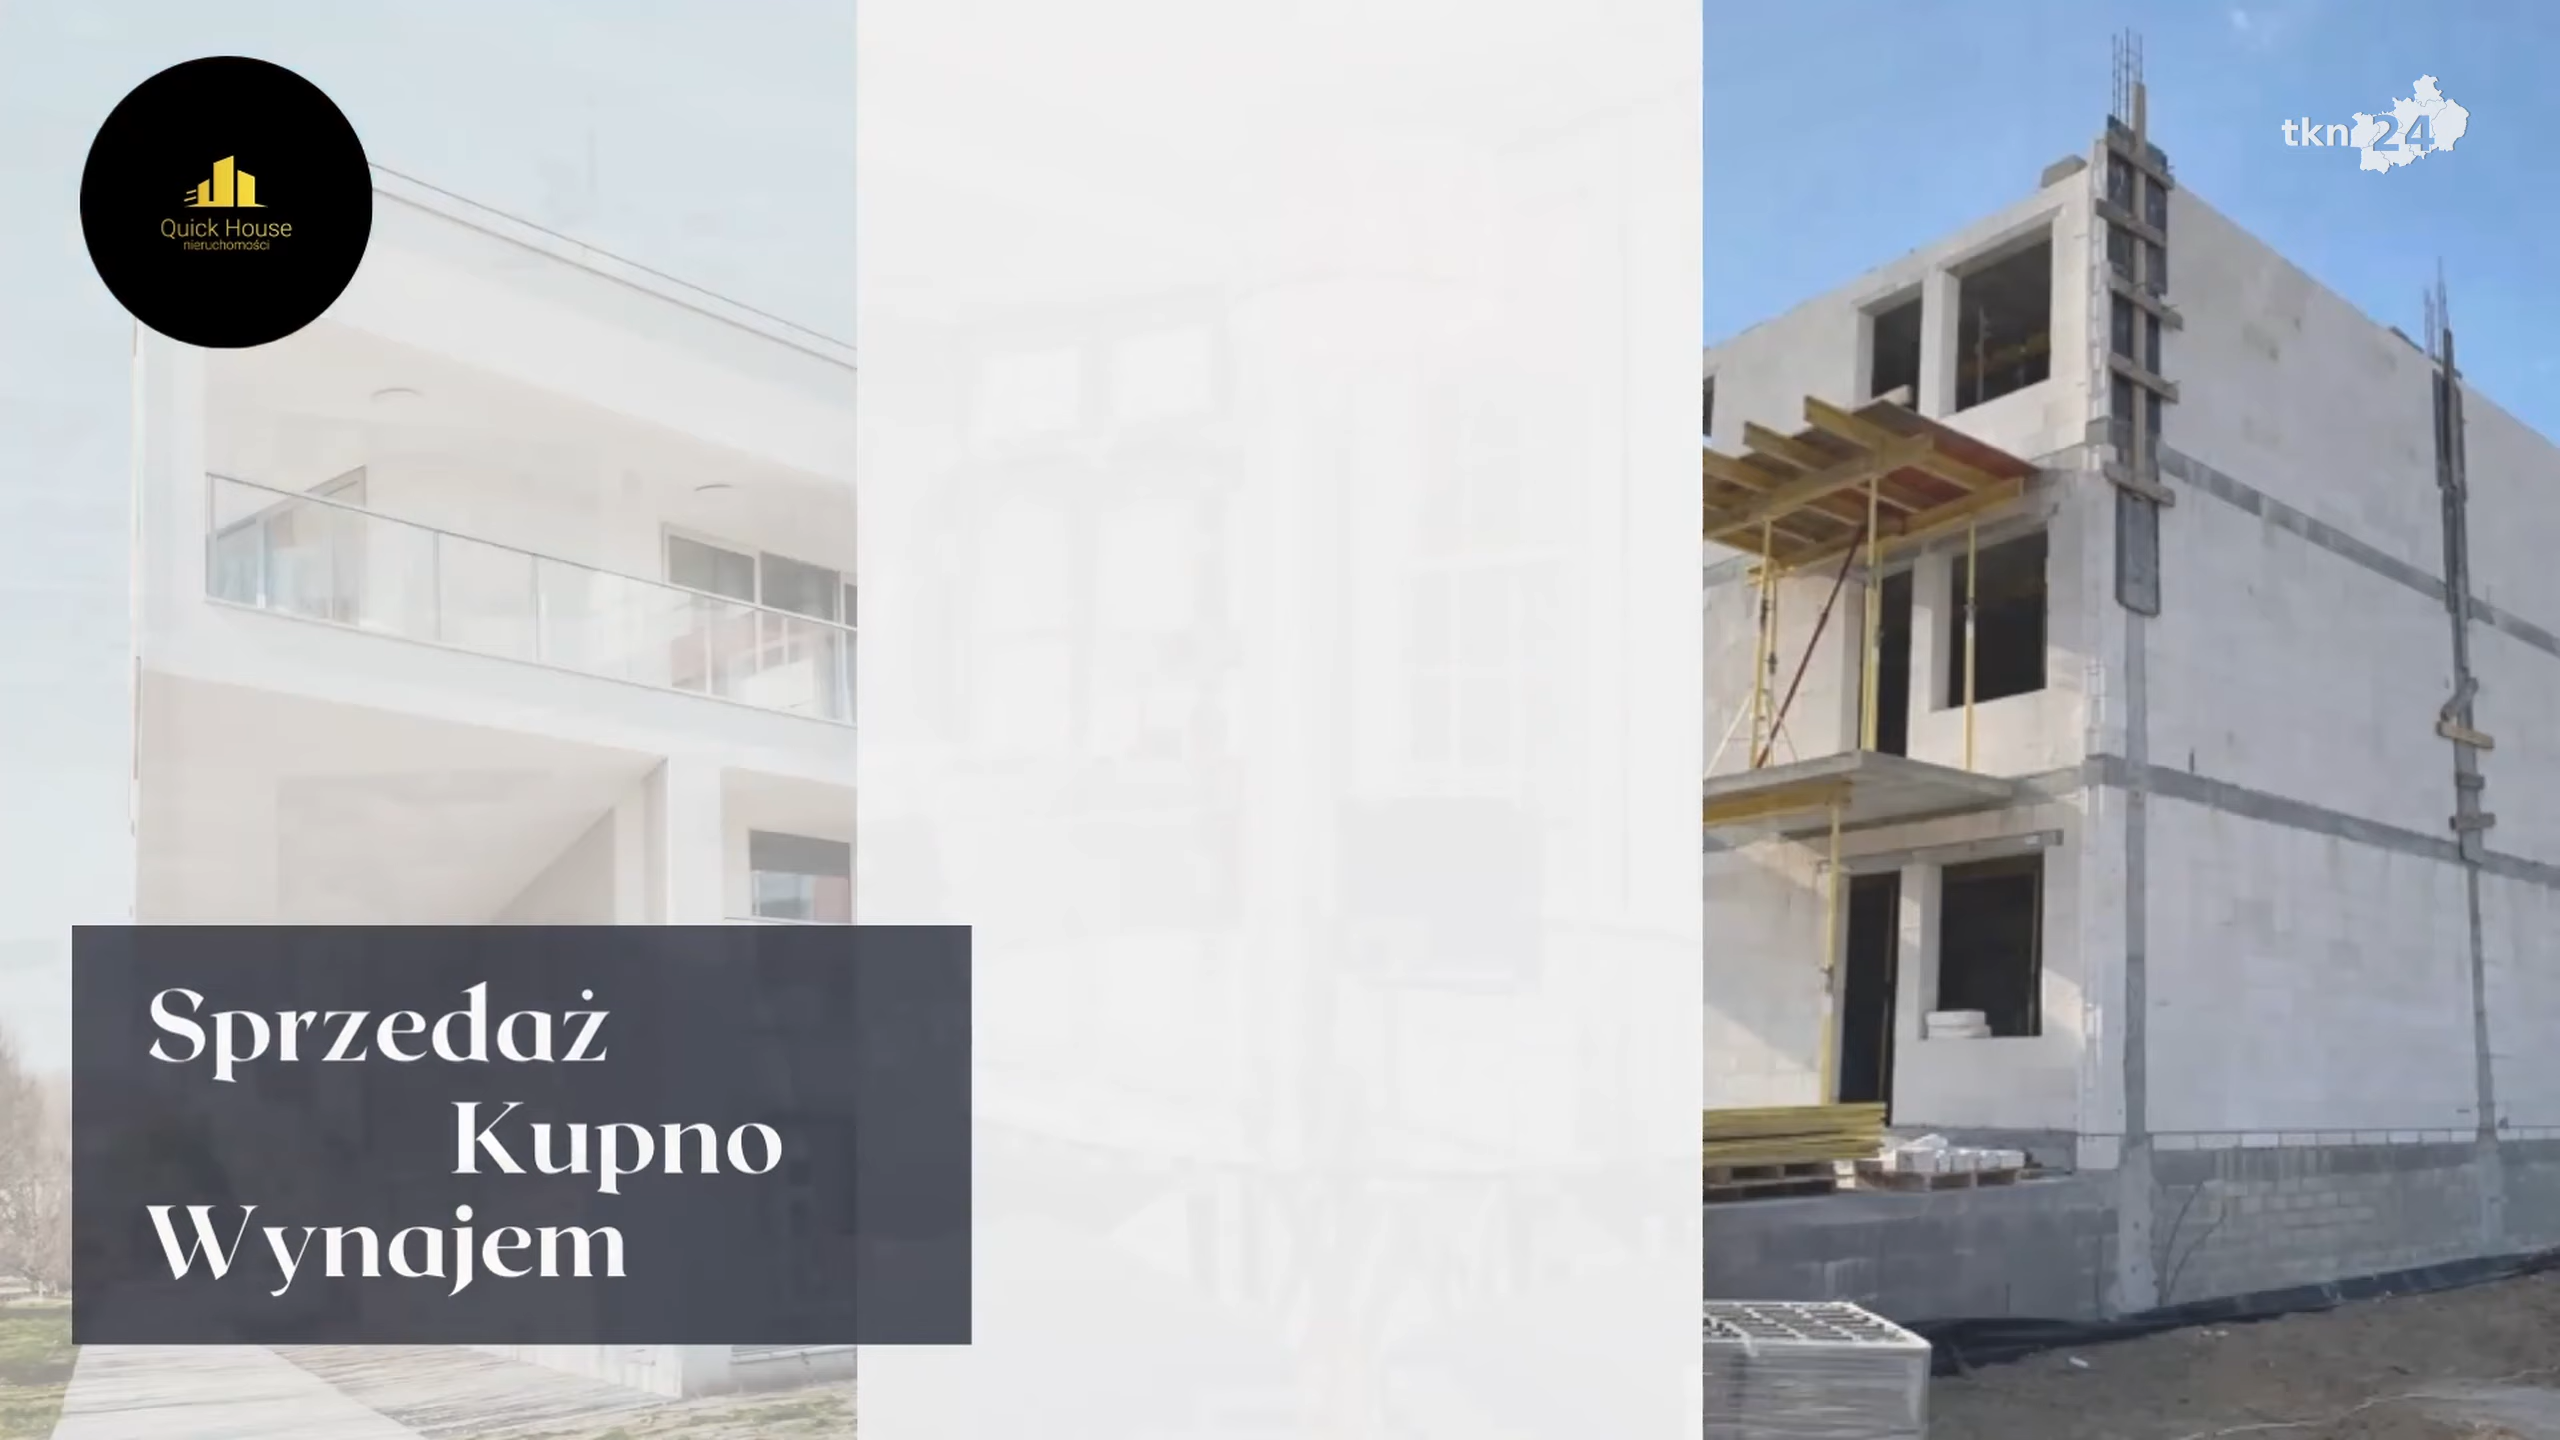 Quick House
nieruchomości
tkn24
Sprzedaż
Kupno
Wynajem